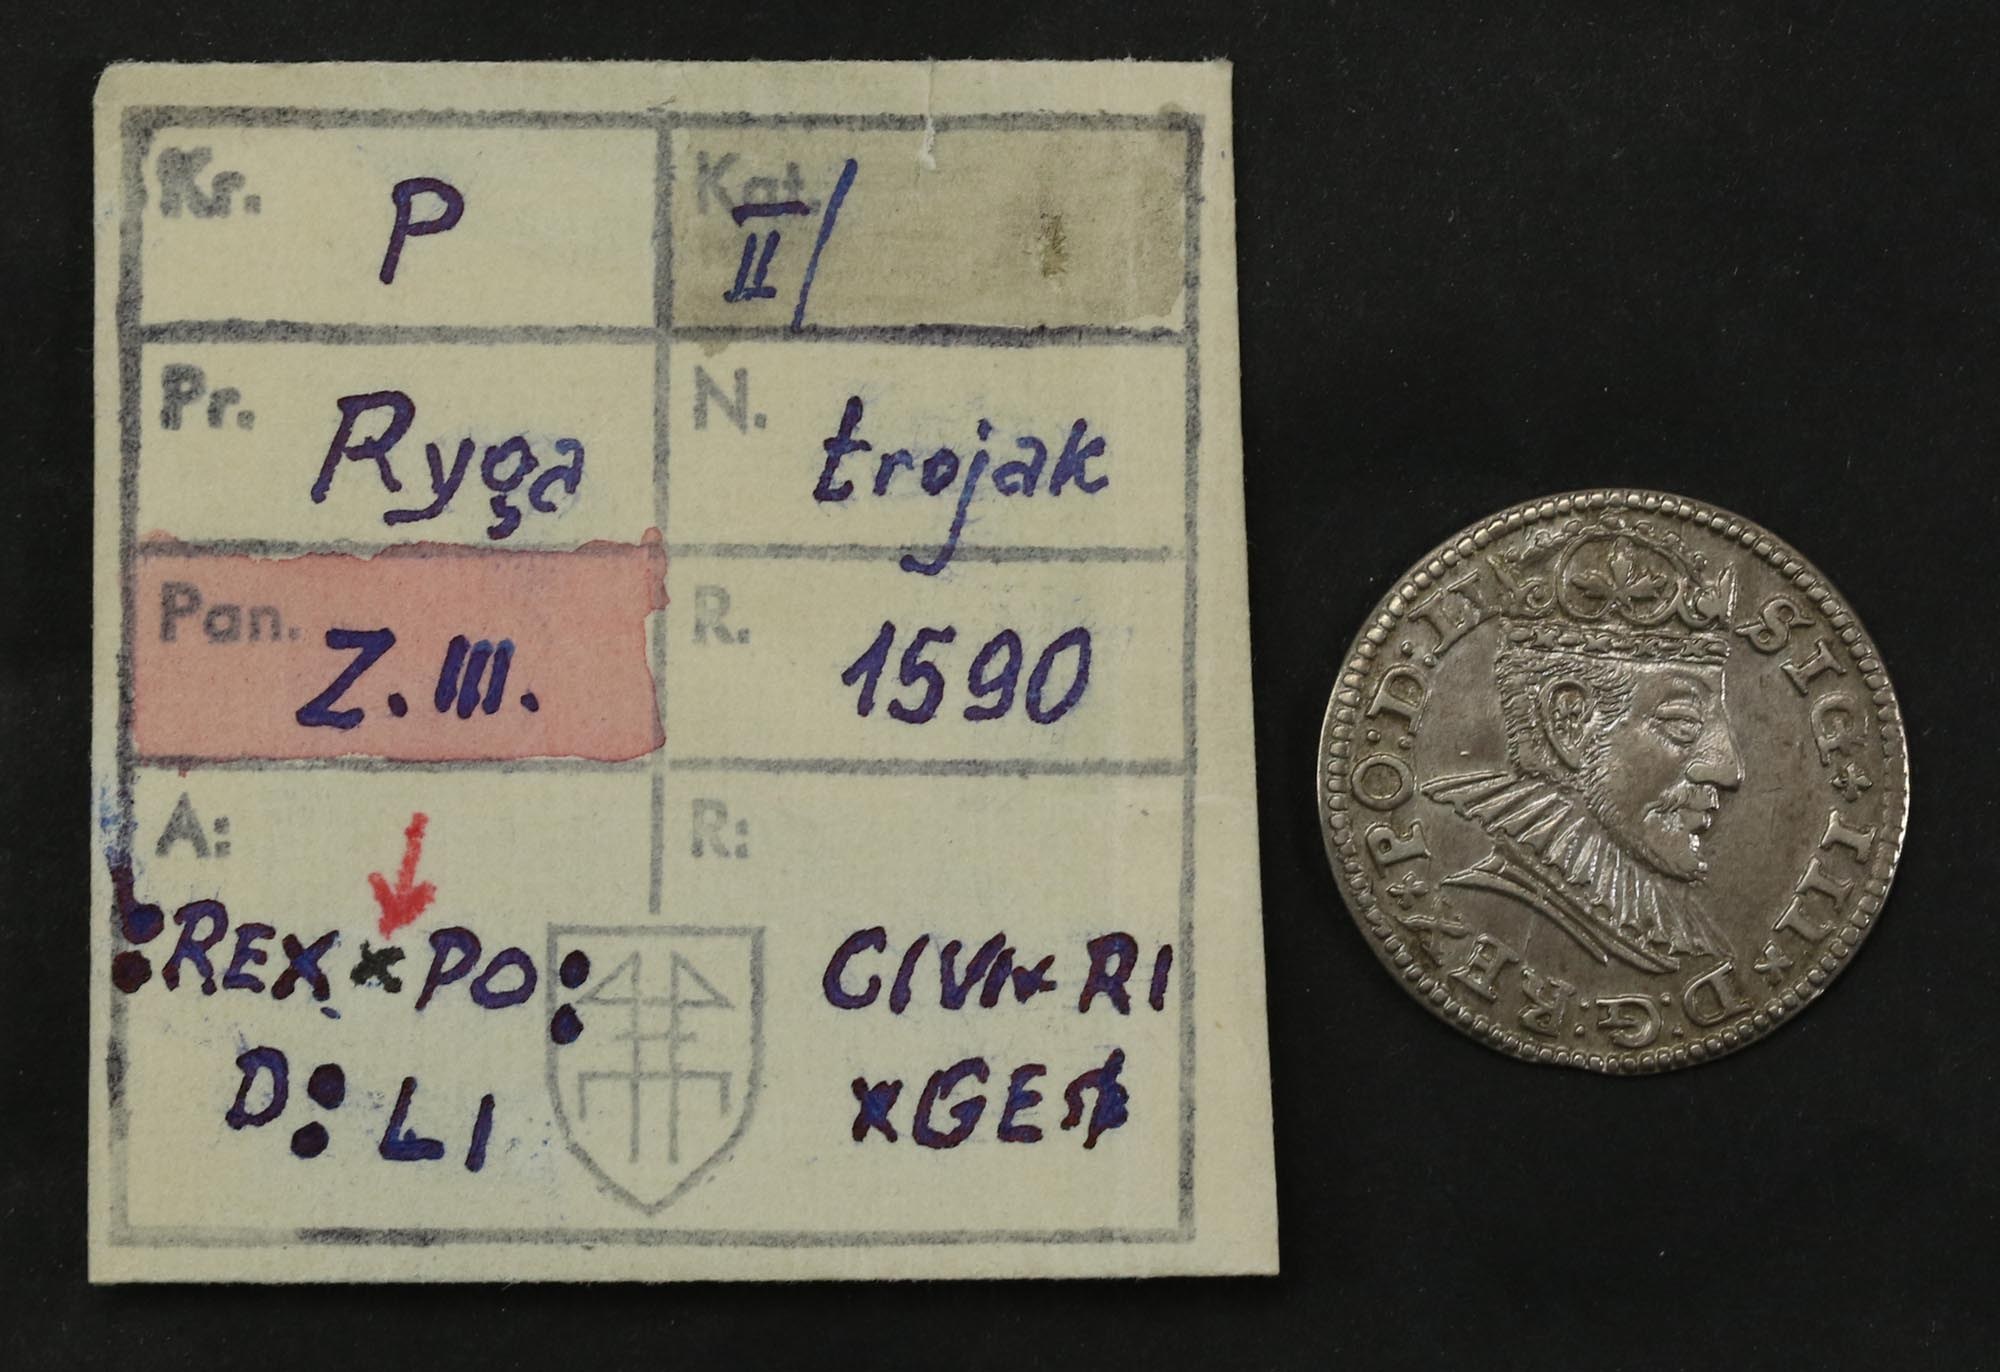 Kr. P
Kat. II/
Pr. Ryga
N. trojak
Pan. Z.III.
R. 1590
A:
:REX × PO:
D: LI
R:
CIVI × RI
×GE
SIG III × D:G:REX PO:D:LI